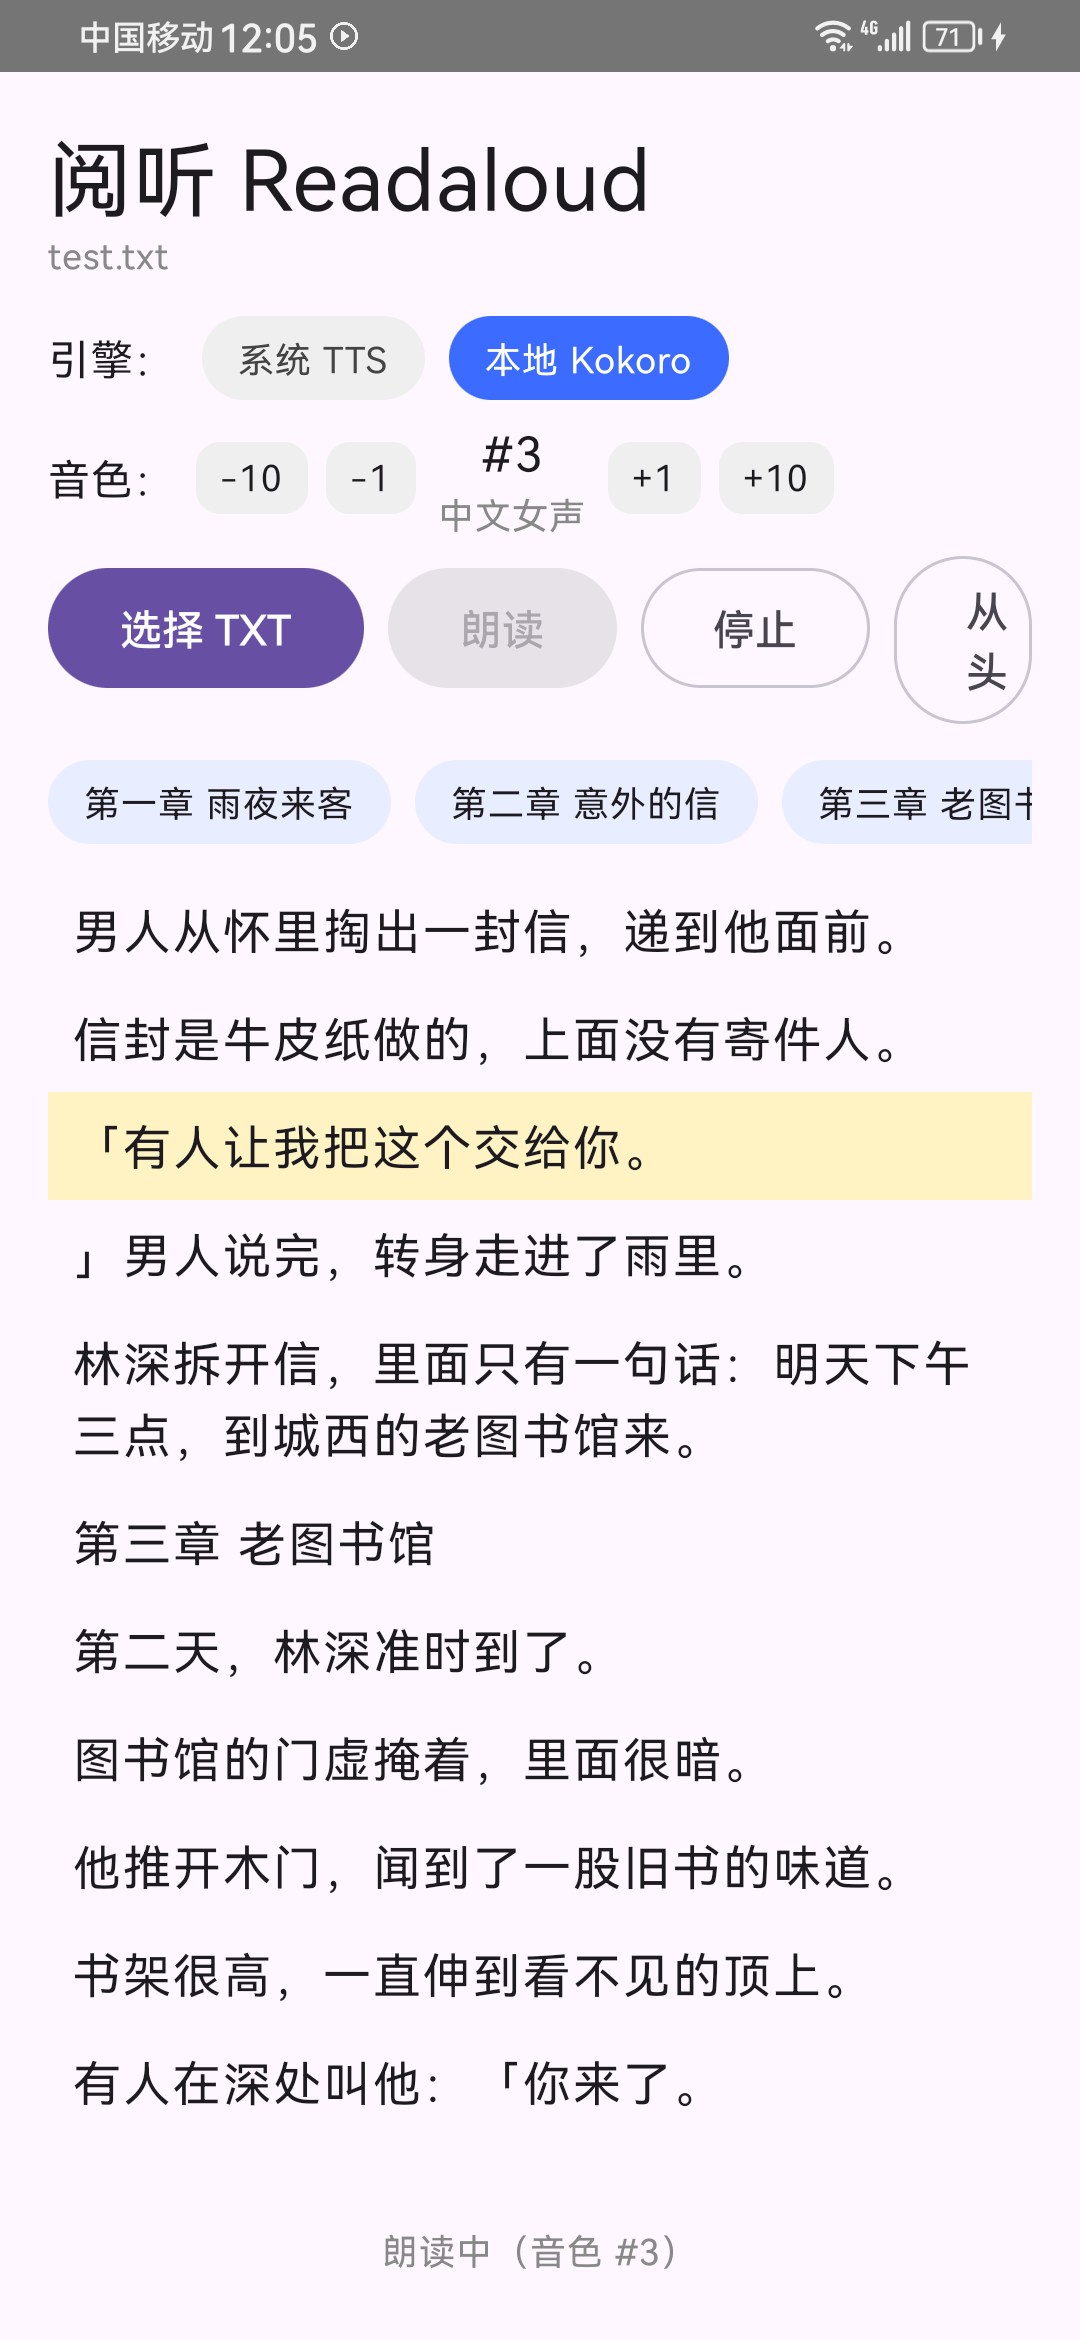 中国移动 12:05 4G 71
阅听 Readaloud
test.txt
引擎： 系统 TTS 本地 Kokoro
音色： -10 -1 #3 +1 +10
中文女声
选择 TXT 朗读 停止 从头
第一章 雨夜来客 第二章 意外的信 第三章 老图书
男人从怀里掏出一封信，递到他面前。
信封是牛皮纸做的，上面没有寄件人。
「有人让我把这个交给你。
」男人说完，转身走进了雨里。
林深拆开信，里面只有一句话：明天下午
三点，到城西的老图书馆来。
第三章 老图书馆
第二天，林深准时到了。
图书馆的门虚掩着，里面很暗。
他推开木门，闻到了一股旧书的味道。
书架很高，一直伸到看不见的顶上。
有人在深处叫他：「你来了。
朗读中（音色 #3）